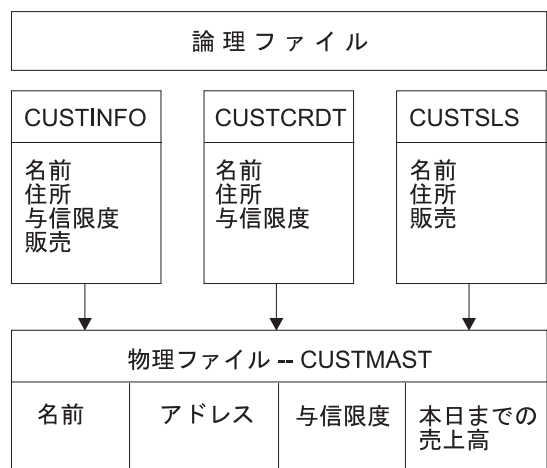 論理ファイル
CUSTINFO
名前
住所
与信限度
販売
CUSTCRDT
名前
住所
与信限度
CUSTSLS
名前
住所
販売
物理ファイル -- CUSTMAST
名前
アドレス
与信限度
本日までの
売上高